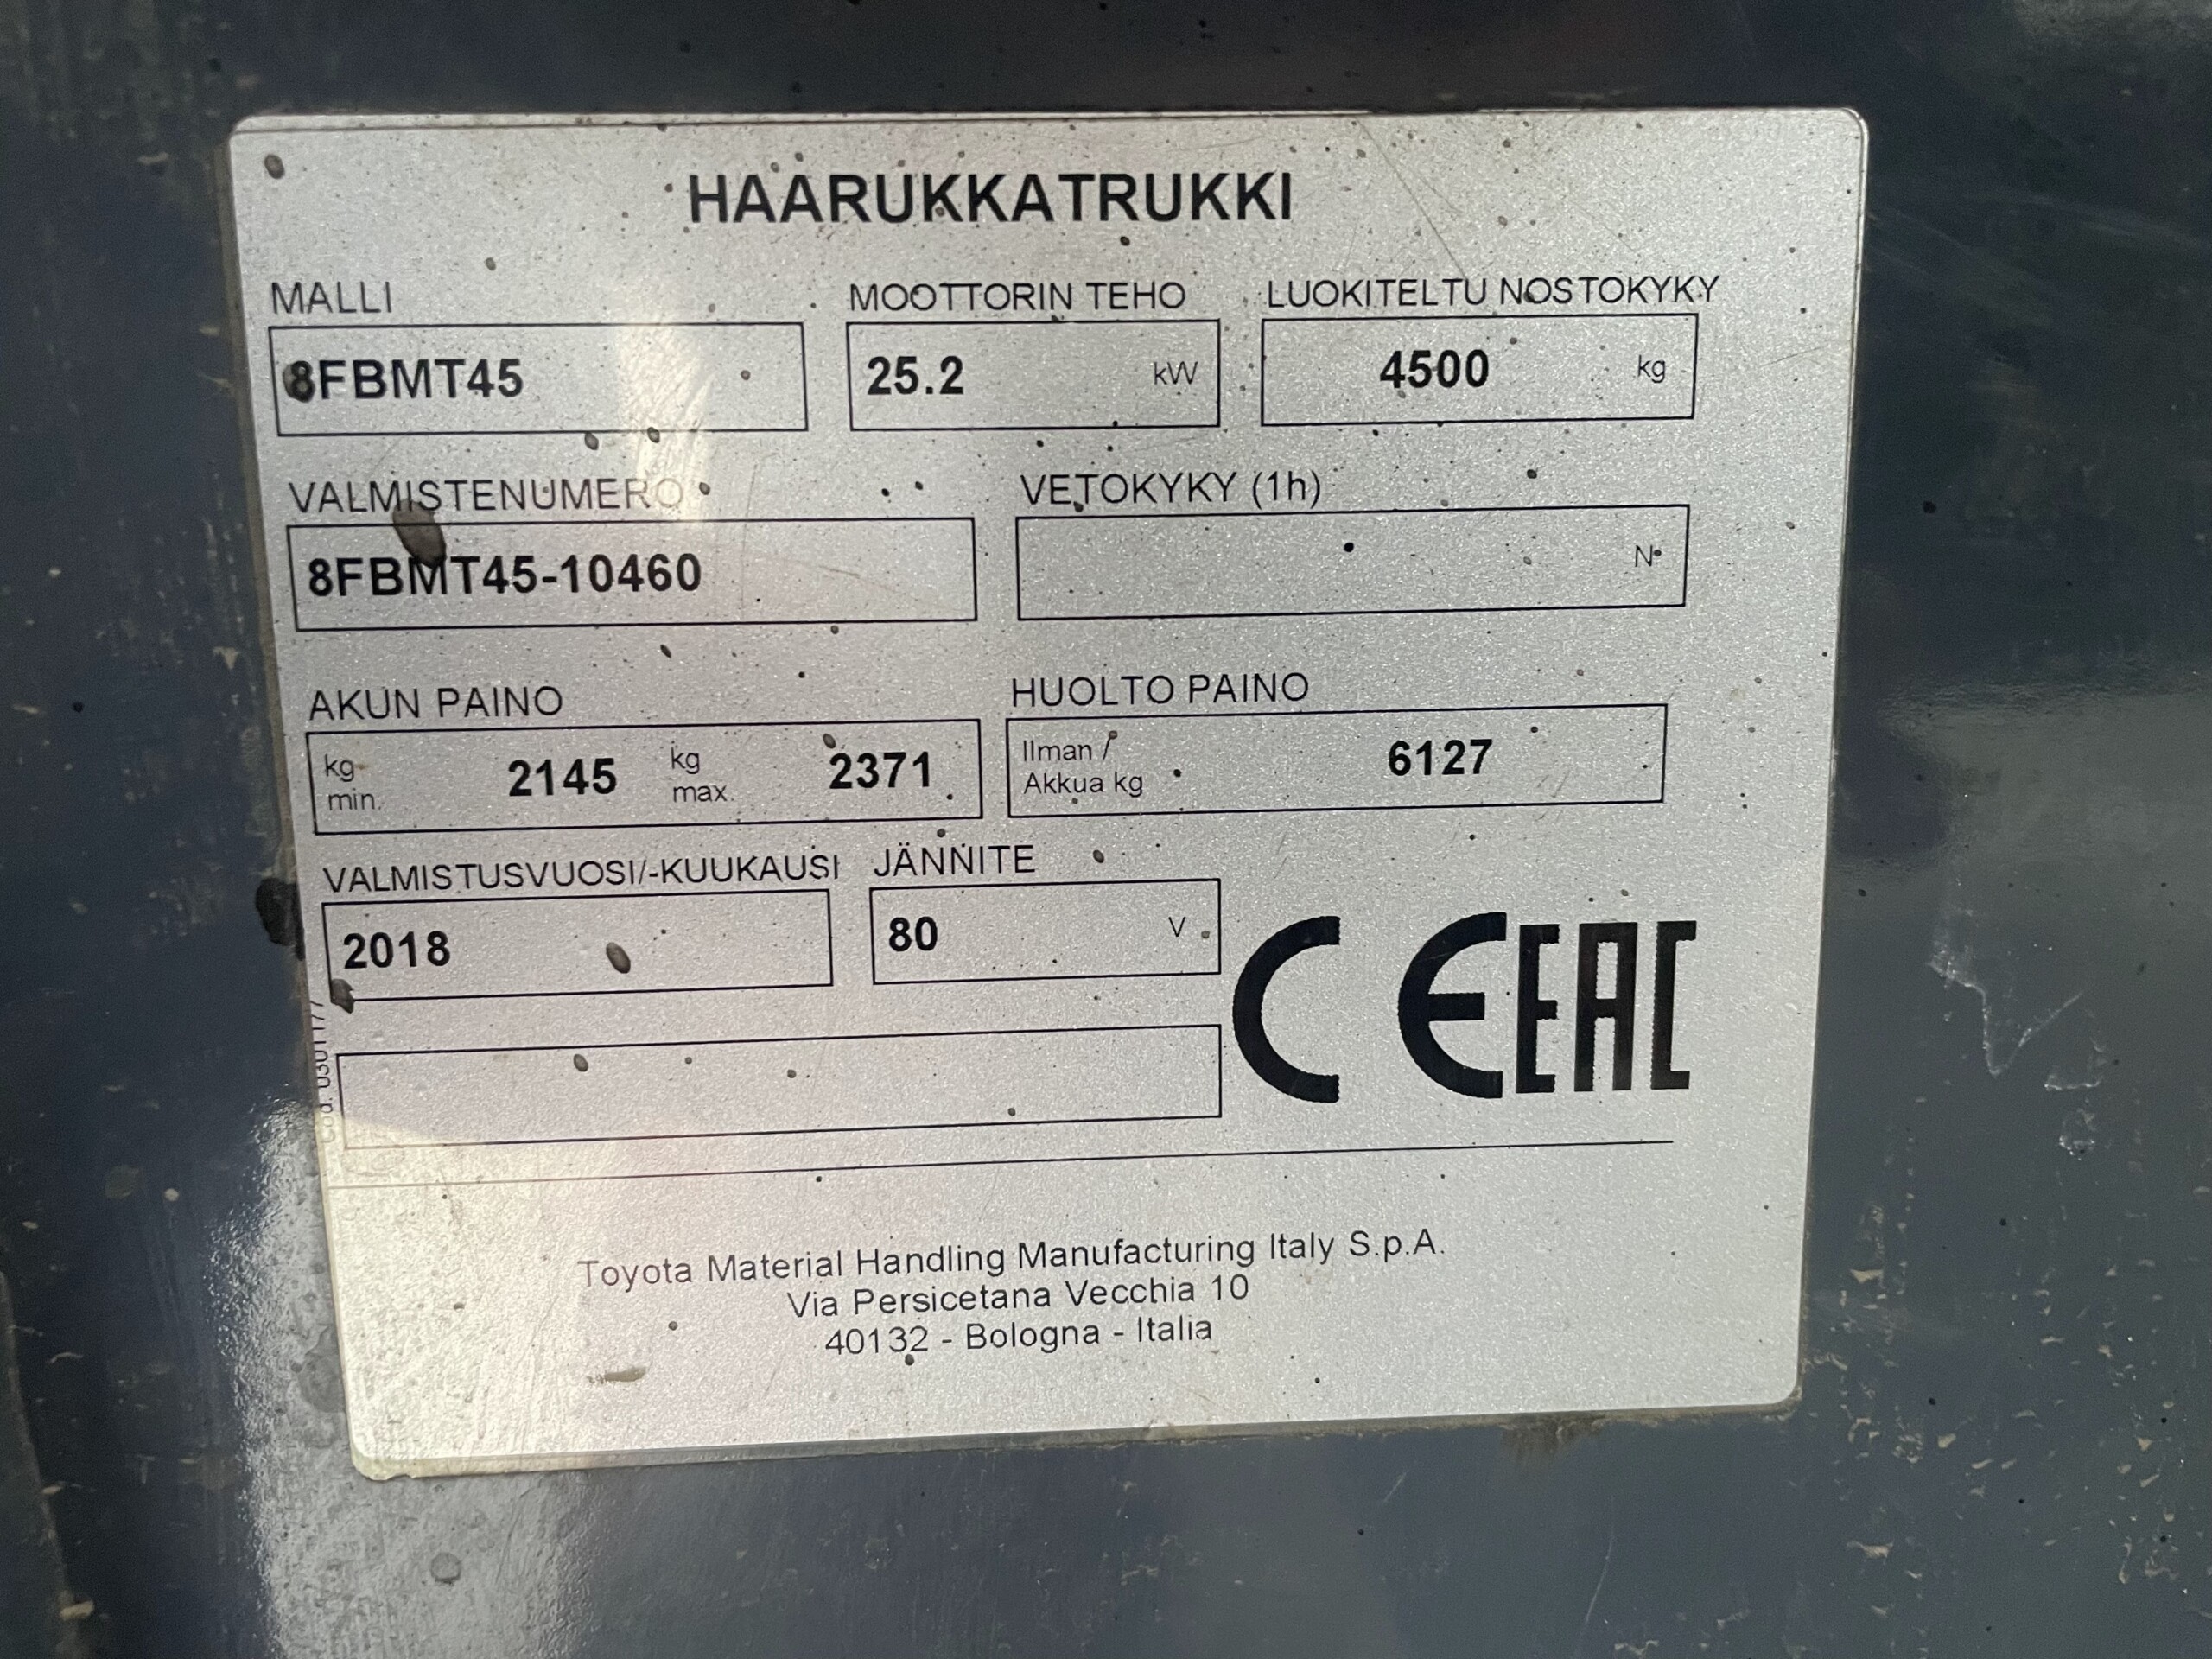 HAARUKKATRUKKI
MALLI MOOTTORIN TEHO LUOKITELTU NOSTOKYKY
8FBMT45 25.2 kW 4500 kg
VALMISTENUMERO VETOKYKY (1h)
8FBMT45-10460 N
AKUN PAINO HUOLTO PAINO
kg min. 2145 kg max. 2371 Ilman / Akkua kg 6127
VALMISTUSVUOSI/-KUUKAUSI JÄNNITE
2018 80 V
CE EAC
Cod.
Toyota Material Handling Manufacturing Italy S.p.A.
Via Persicetana Vecchia 10
40132 - Bologna - Italia